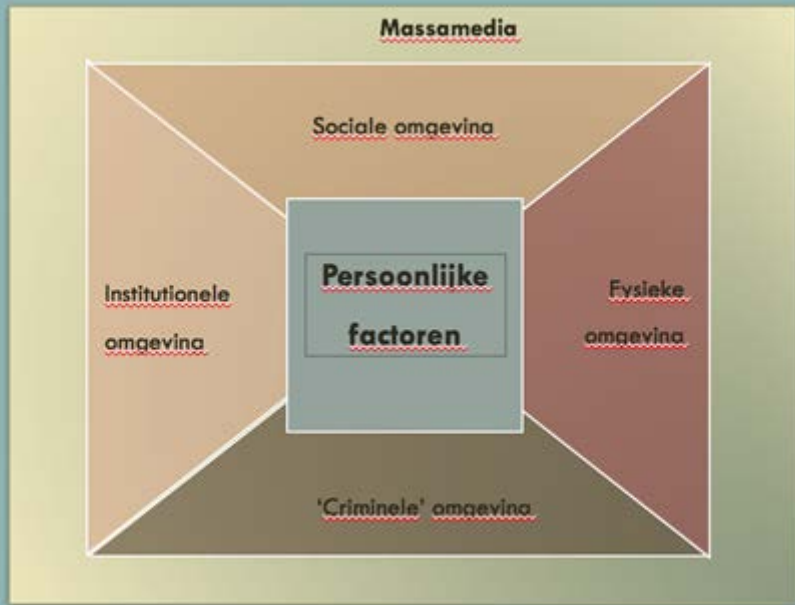 Massamedia
Sociale omgeving
Institutionele
omgeving
Persoonlijke
factoren
Fysieke
omgeving
'Criminele' omgeving